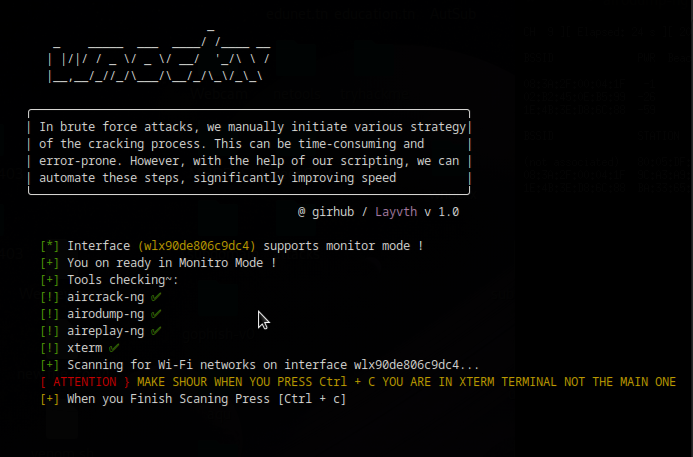 In brute force attacks, we manually initiate various strategy
of the cracking process. This can be time-consuming and
error-prone. However, with the help of our scripting, we can
automate these steps, significantly improving speed
@ girhub / Layvth v 1.0
[*] Interface (wlx90de806c9dc4) supports monitor mode !
[+] You on ready in Monitro Mode !
[+] Tools checking~:
[!] aircrack-ng ✅
[!] airodump-ng ✅
[!] aireplay-ng ✅
[!] xterm ✅
[+] Scanning for Wi-Fi networks on interface wlx90de806c9dc4...
[ ATTENTION } MAKE SHOUR WHEN YOU PRESS Ctrl + C YOU ARE IN XTERM TERMINAL NOT THE MAIN ONE
[+] When you Finish Scaning Press [Ctrl + c]